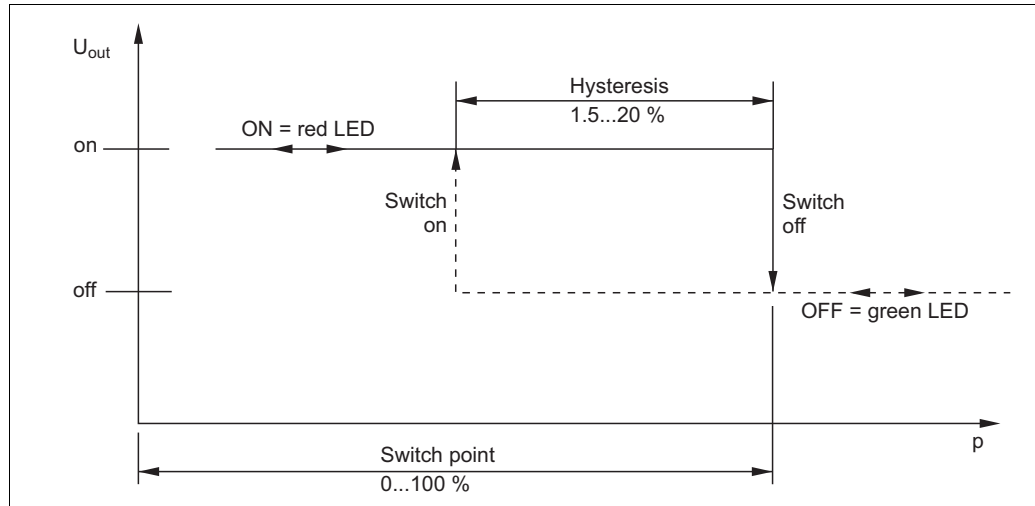 Uout
Hysteresis
1.5...20 %
ON = red LED
on
Switch
on
Switch
off
off
OFF = green LED
p
Switch point
0...100 %